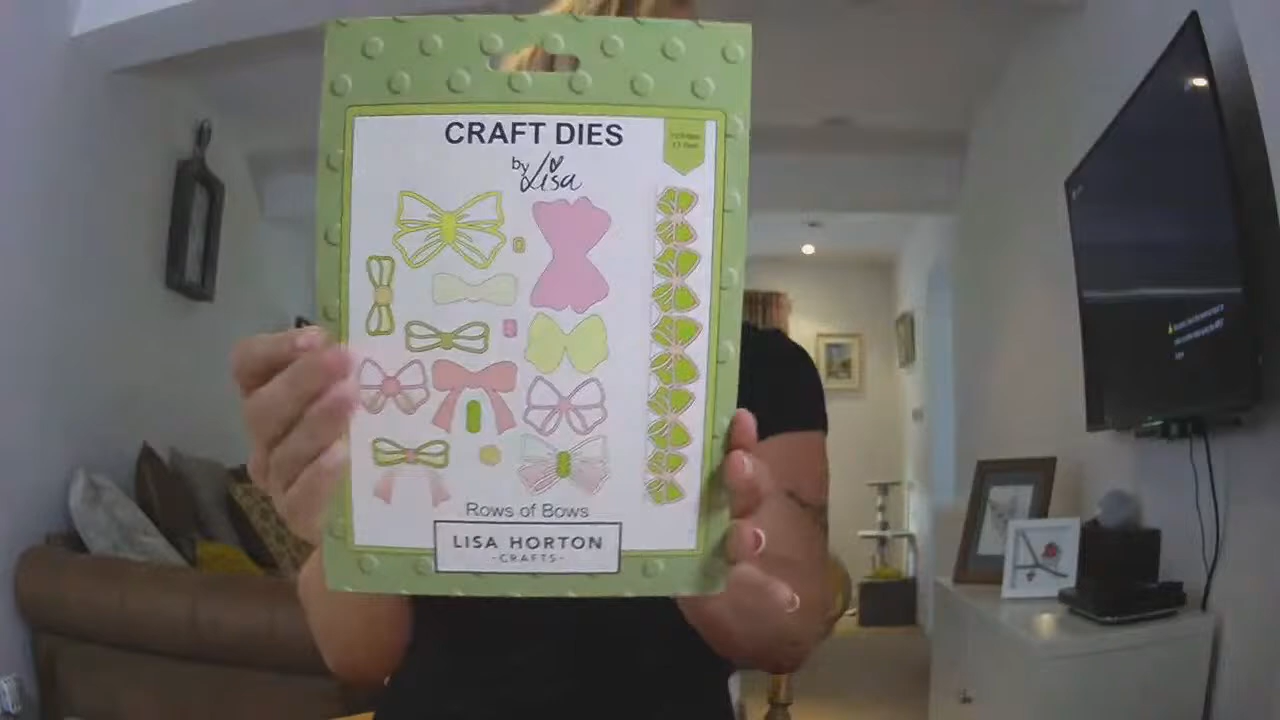 CRAFT DIES
by Lisa
Rows of Bows
LISA HORTON
-CRAFTS-